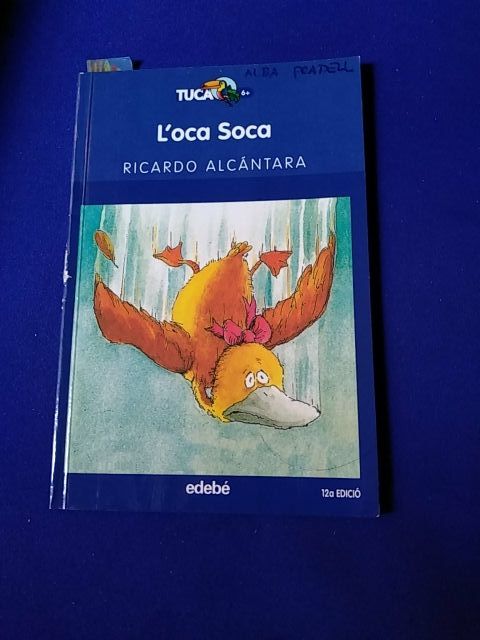 ALBA PRADELL
TUCA 6+
L'oca Soca
RICARDO ALCÁNTARA
edebé
12a EDICIÓ